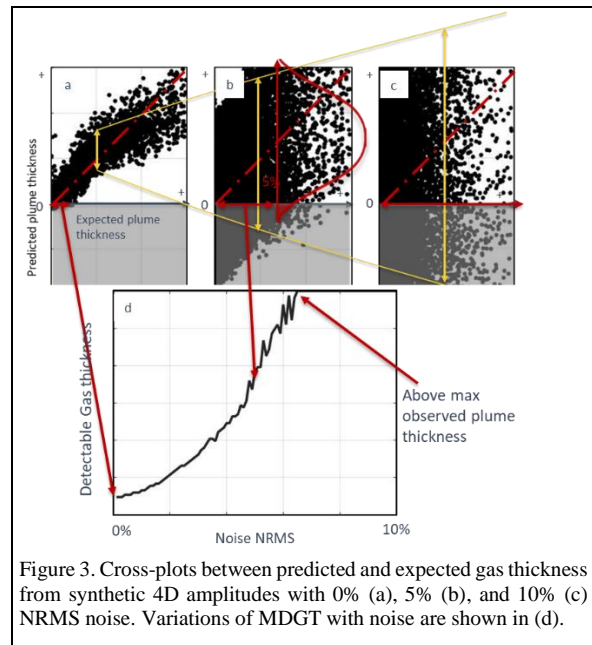 +
a
+
b
+
c
Predicted plume thickness
0
+
Expected plume
thickness
0
5%
+
0
+
d
Detectable Gas thickness
Above max
observed plume
thickness
0%
10%
Noise NRMS
Figure 3. Cross-plots between predicted and expected gas thickness
from synthetic 4D amplitudes with 0% (a), 5% (b), and 10% (c)
NRMS noise. Variations of MDGT with noise are shown in (d).